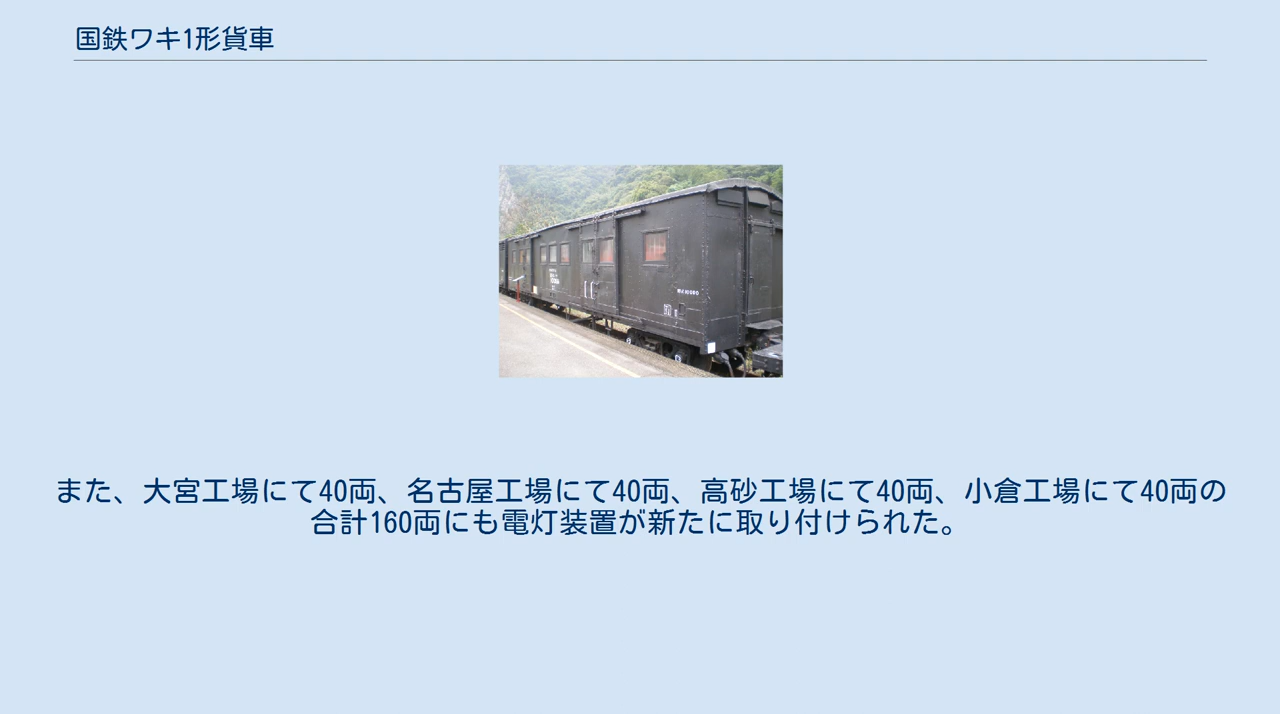 国鉄ワキ1形貨車
また、大宮工場にて40両、名古屋工場にて40両、高砂工場にて40両、小倉工場にて40両の
合計160両にも電灯装置が新たに取り付けられた。